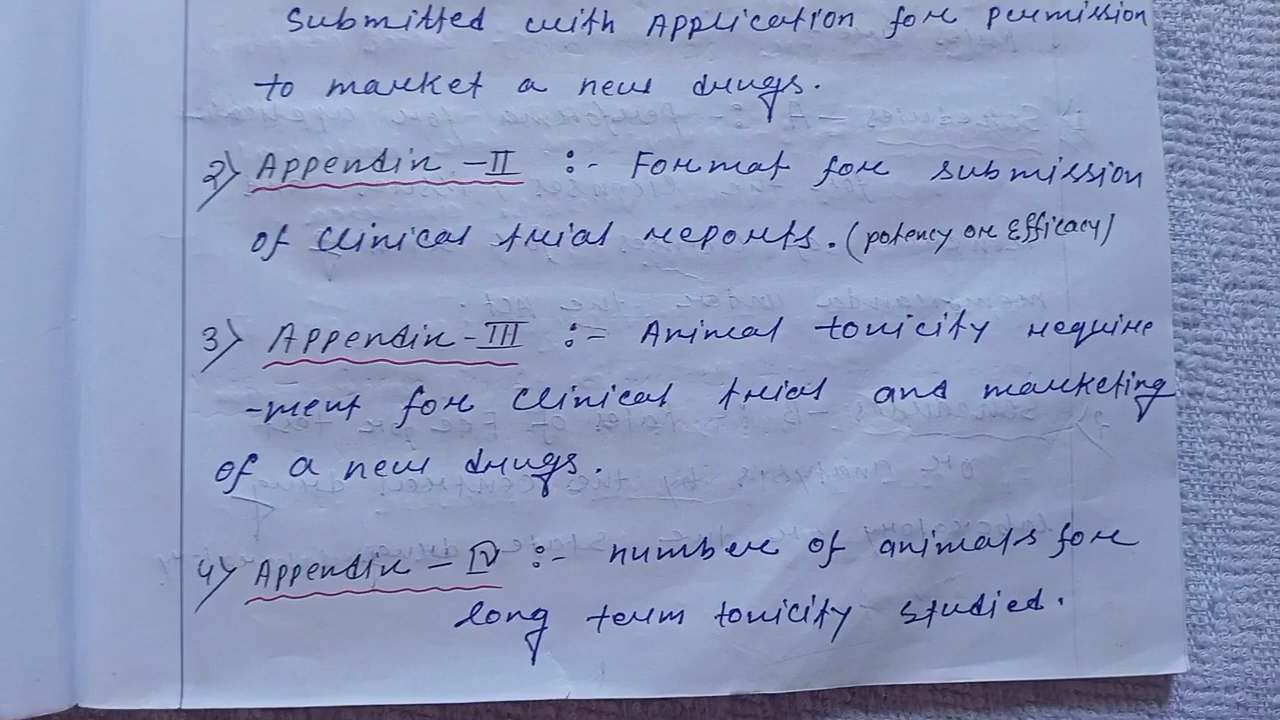 Submitted with Application for permission
to market a new drugs.
2) Appendix - II :- Format for submission
of clinical trial reports. (potency or Efficacy)
3) Appendix - III :- Animal toxicity require
-ment for clinical trial and marketing
of a new drugs.
4) Appendix - IV :- number of animals for
long term toxicity studied.